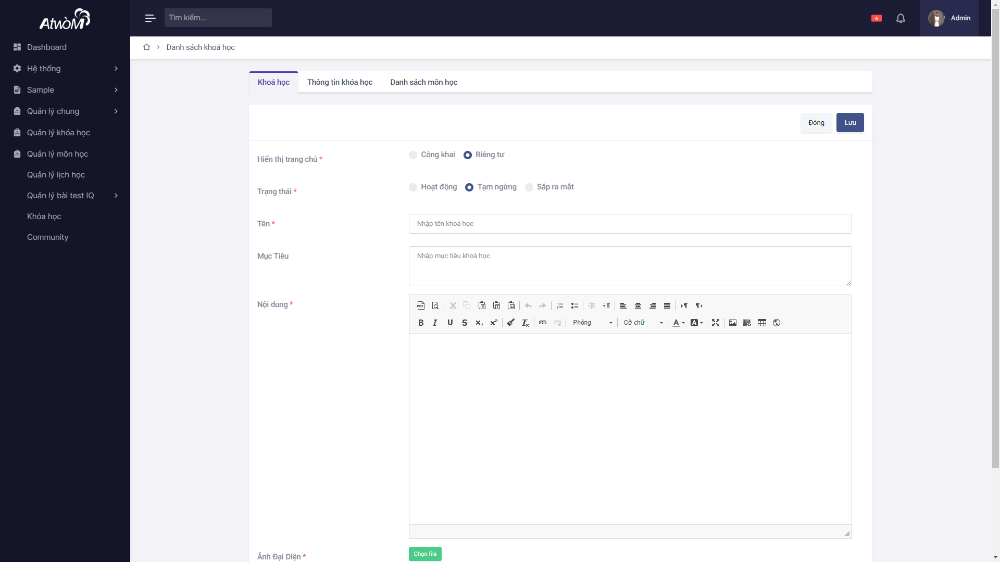 AtwòM
Tìm kiếm...
Admin
Dashboard
Hệ thống
Sample
Quản lý chung
Quản lý khóa học
Quản lý môn học
Quản lý lịch học
Quản lý bài test IQ
Khóa học
Community
Danh sách khoá học
Khoá học
Thông tin khóa học
Danh sách môn học
Đóng
Lưu
Hiển thị trang chủ *
Công khai
Riêng tư
Trạng thái *
Hoạt động
Tạm ngừng
Sắp ra mắt
Tên *
Nhập tên khoá học
Mục Tiêu
Nhập mục tiêu khoá học
Nội dung *
Phông
Cỡ chữ
Ảnh Đại Diện *
Chọn file